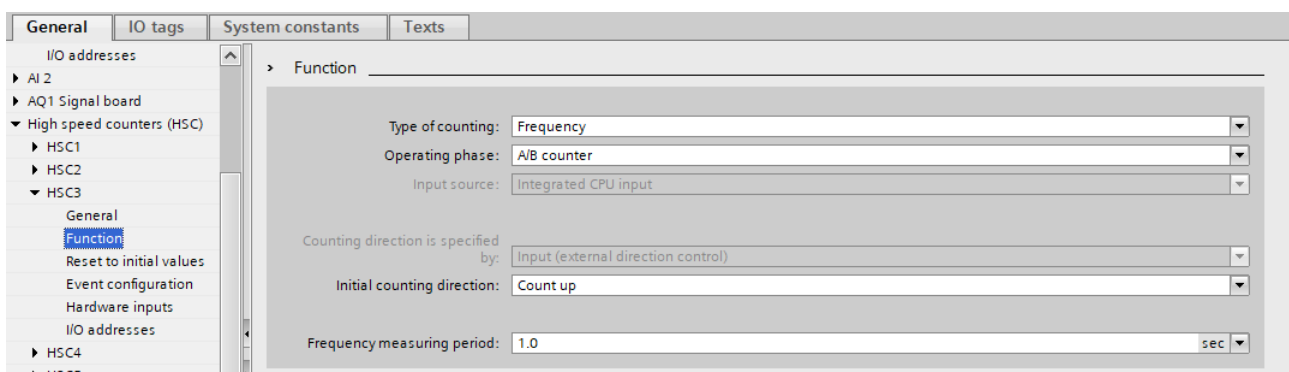 General IO tags System constants Texts
I/O addresses
AI 2
AQ1 Signal board
High speed counters (HSC)
HSC1
HSC2
HSC3
General
Function
Reset to initial values
Event configuration
Hardware inputs
I/O addresses
HSC4
Function
Type of counting: Frequency
Operating phase: A/B counter
Input source: Integrated CPU input
Counting direction is specified
by: Input (external direction control)
Initial counting direction: Count up
Frequency measuring period: 1.0 sec